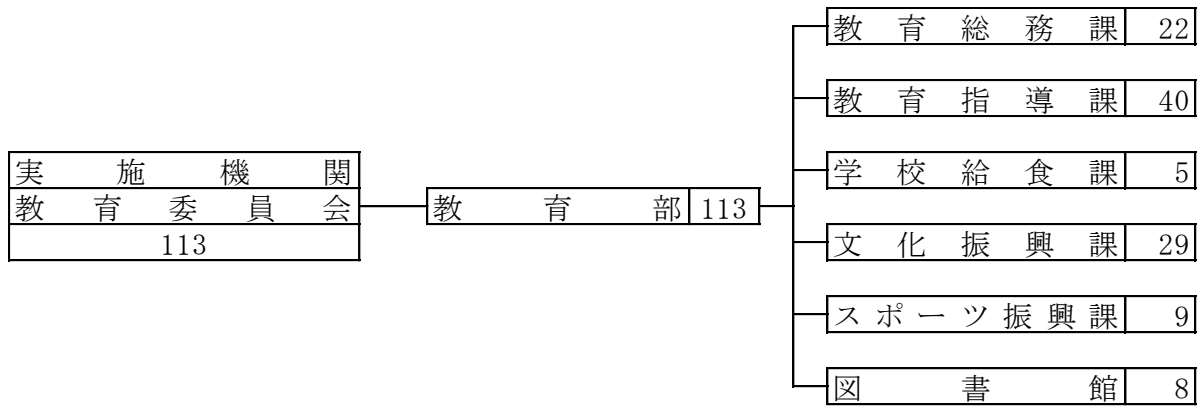 実施機関
教育委員会
113
教育部 113
教育総務課 22
教育指導課 40
学校給食課 5
文化振興課 29
スポーツ振興課 9
図書館 8